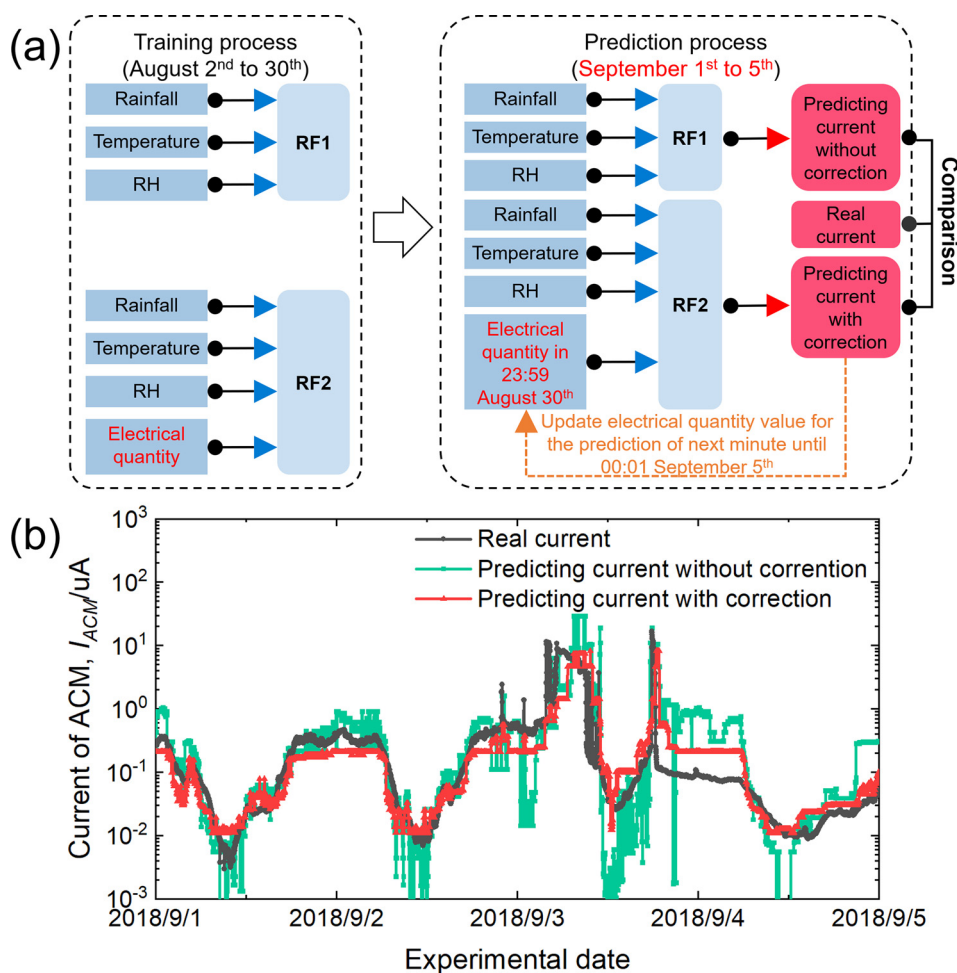 (a)
Training process
(August 2nd to 30th)
Rainfall
Temperature
RH
RF1
Rainfall
Temperature
RH
Electrical
quantity
RF2
Prediction process
(September 1st to 5th)
Rainfall
Temperature
RH
RF1
Rainfall
Temperature
RH
Electrical
quantity in
23:59
August 30th
RF2
Predicting
current
without
correction
Real
current
Predicting
current
with
correction
Comparison
Update electrical quantity value for
the prediction of next minute until
00:01 September 5th
(b)
Real current
Predicting current without corrention
Predicting current with correction
Current of ACM, I_ACM/uA
10³
10²
10¹
10⁰
10⁻¹
10⁻²
10⁻³
2018/9/1 2018/9/2 2018/9/3 2018/9/4 2018/9/5
Experimental date